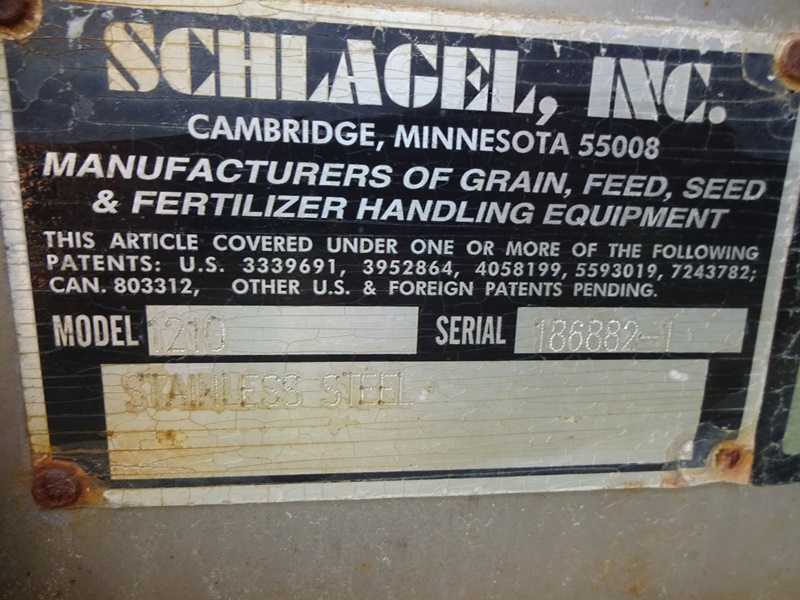 SCHLAGEL, INC.
CAMBRIDGE, MINNESOTA 55008
MANUFACTURERS OF GRAIN, FEED, SEED
& FERTILIZER HANDLING EQUIPMENT
THIS ARTICLE COVERED UNDER ONE OR MORE OF THE FOLLOWING
PATENTS: U.S. 3339691, 3952864, 4058199, 5593019, 7243782;
CAN. 803312, OTHER U.S. & FOREIGN PATENTS PENDING.
MODEL 1210 SERIAL 186882-1
STAINLESS STEEL